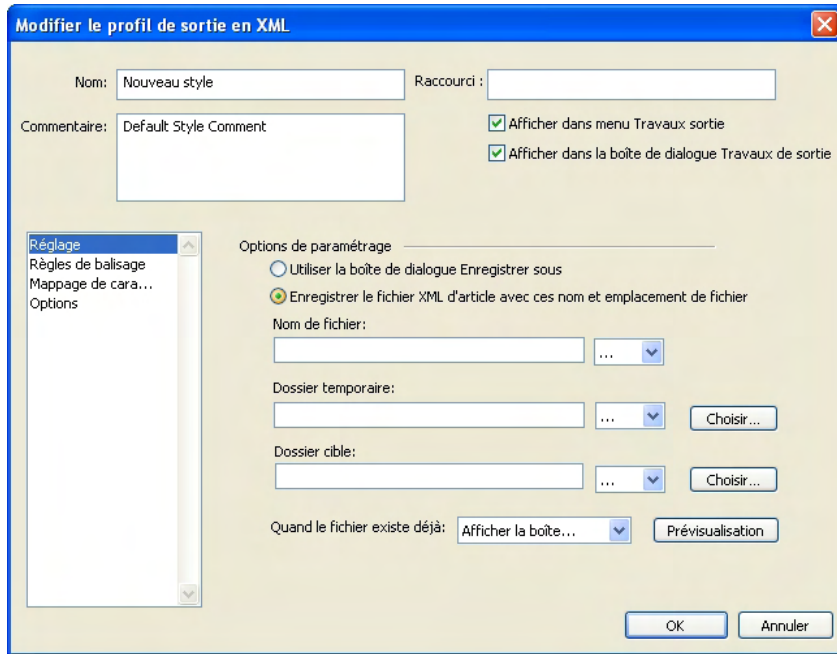 Modifier le profil de sortie en XML
Nom: Nouveau style
Raccourci :
Commentaire: Default Style Comment
Afficher dans menu Travaux sortie
Afficher dans la boîte de dialogue Travaux de sortie
Réglage
Règles de balisage
Mappage de cara...
Options
Options de paramétrage
Utiliser la boîte de dialogue Enregistrer sous
Enregistrer le fichier XML d'article avec ces nom et emplacement de fichier
Nom de fichier:
...
Dossier temporaire:
... Choisir...
Dossier cible:
... Choisir...
Quand le fichier existe déjà: Afficher la boîte... Prévisualisation
OK Annuler